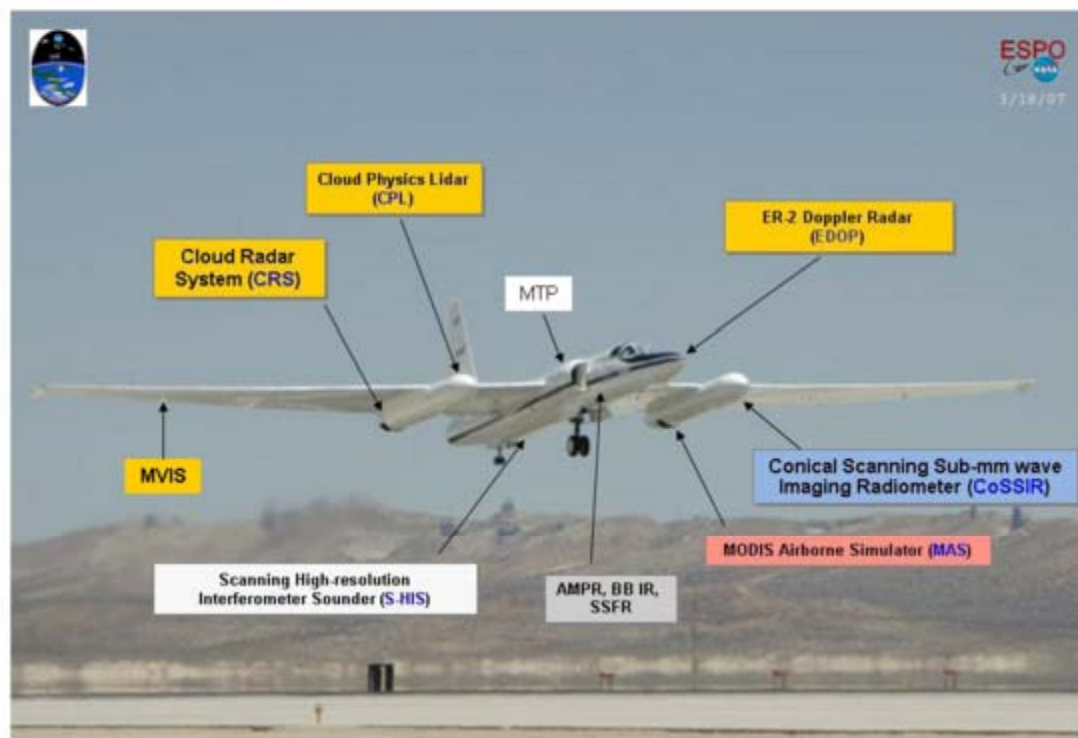 ESPO
NASA
3/18/07
Cloud Physics Lidar
(CPL)
ER-2 Doppler Radar
(EDOP)
Cloud Radar
System (CRS)
MTP
MVIS
Conical Scanning Sub-mm wave
Imaging Radiometer (CoSSIR)
MODIS Airborne Simulator (MAS)
Scanning High-resolution
Interferometer Sounder (S-HIS)
AMPR, BB IR,
SSFR